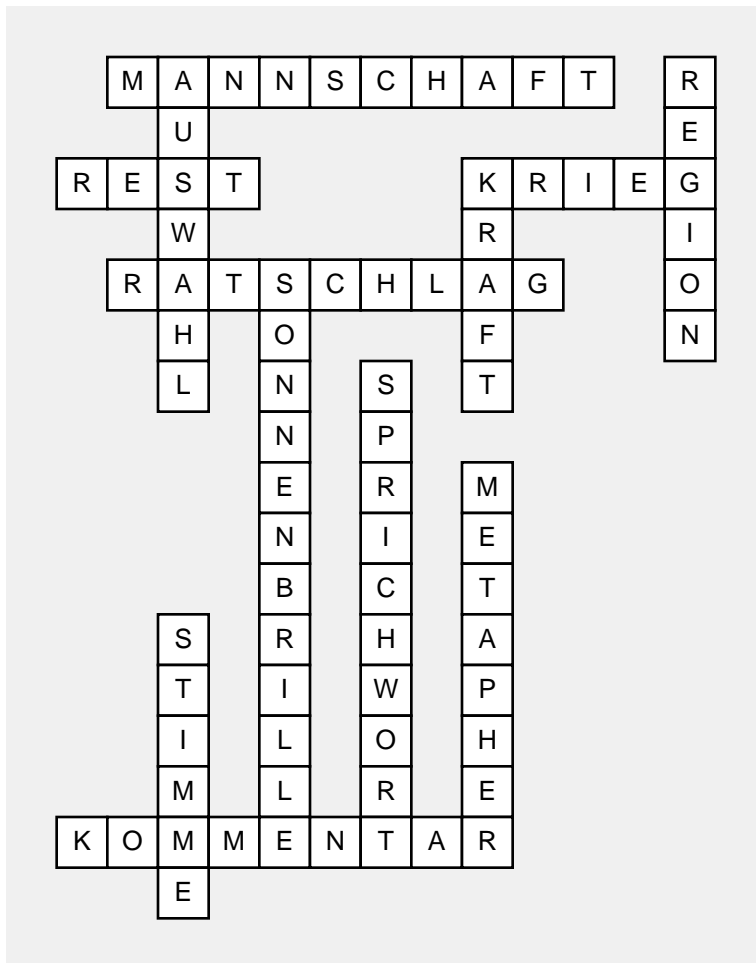 MANNSCHAFT
AUSWAHL
REGION
REST
KRIEG
KRAFT
RATSCHLAG
SONNENBRILLE
SPRICHWORT
METAPHER
STIMME
KOMMENTAR